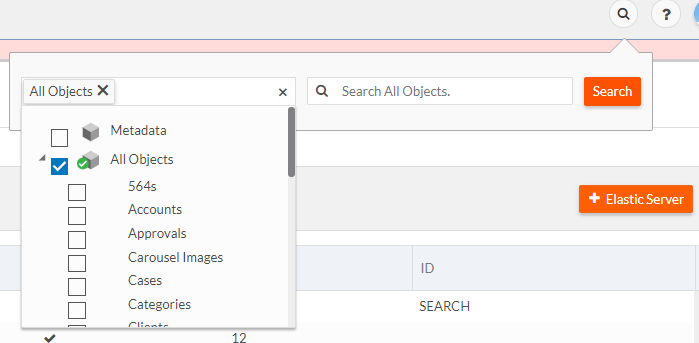 ?
All Objects
Search All Objects.
Search
Metadata
All Objects
564s
Accounts
Approvals
Carousel Images
Cases
Categories
Clients
+ Elastic Server
ID
SEARCH
12